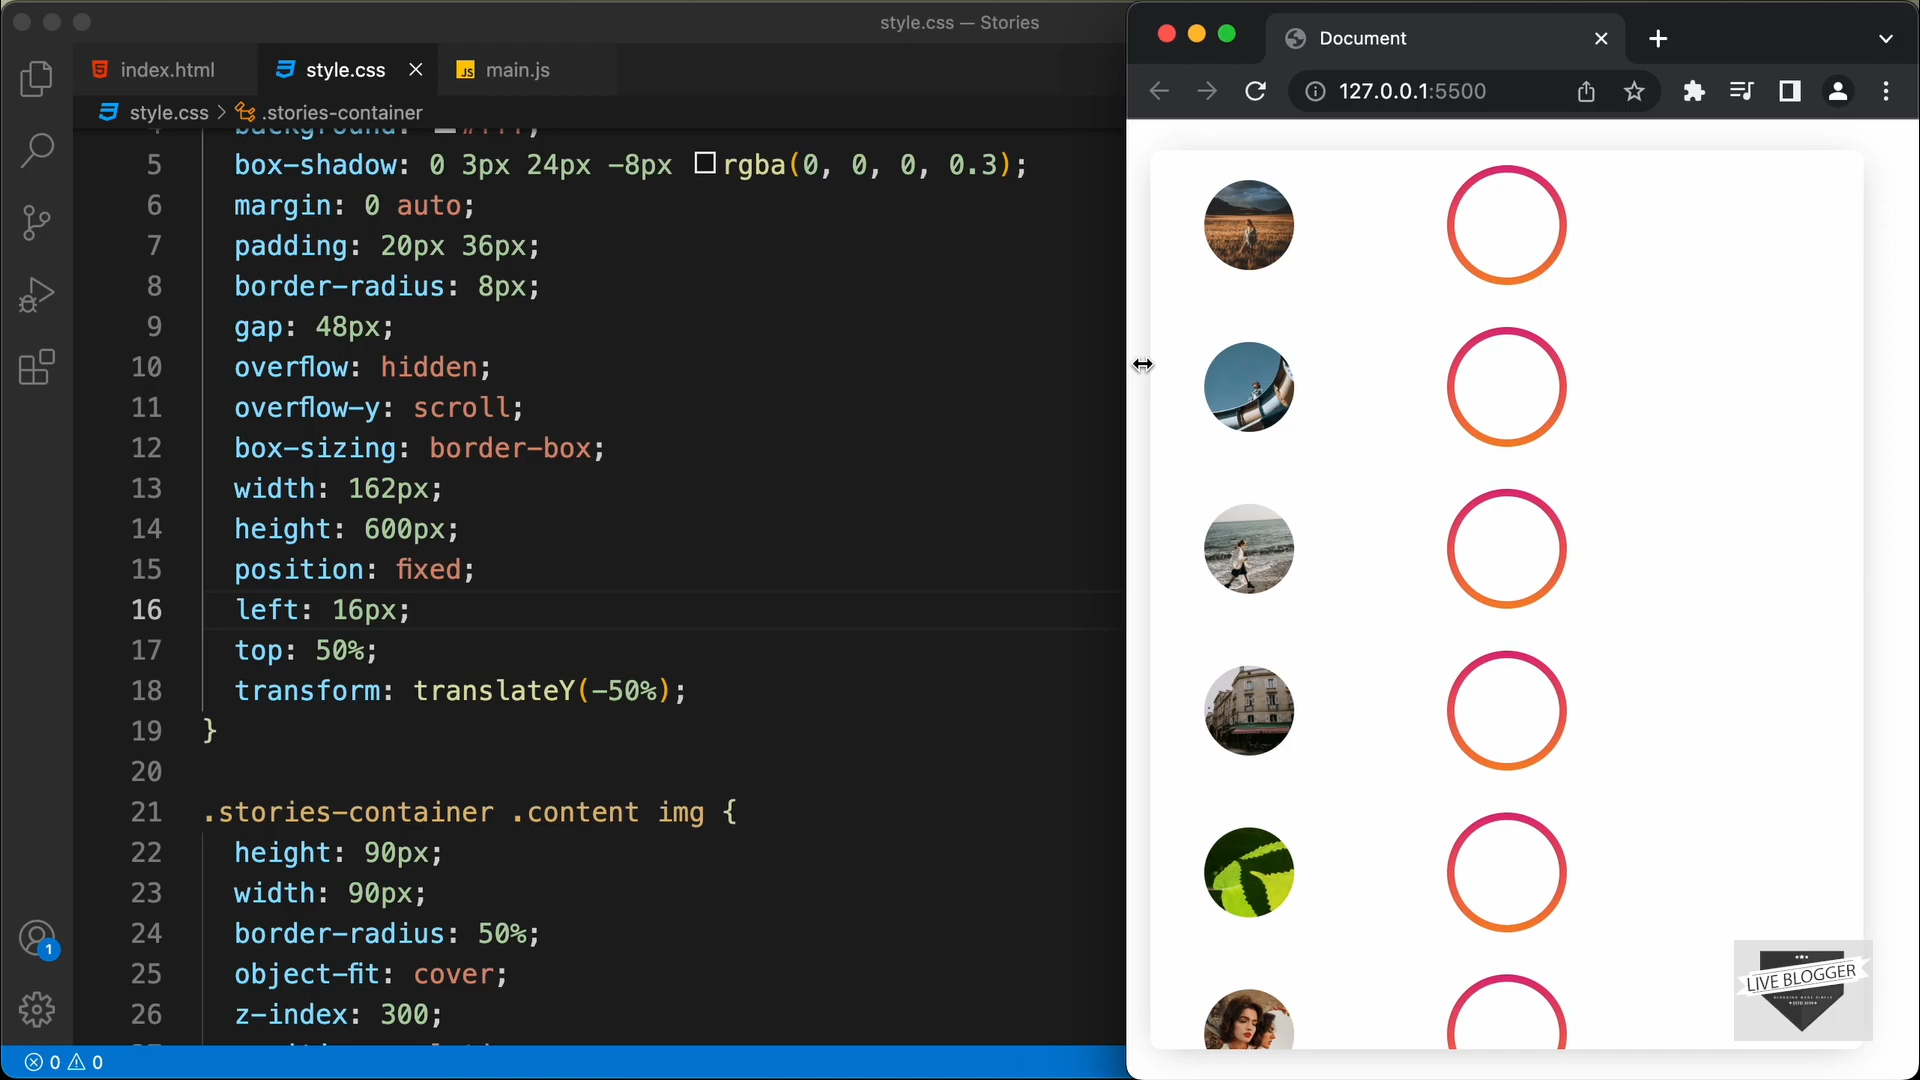 style.css — Stories
index.html
style.css
main.js
style.css > .stories-container
4 background: #fff;
5 box-shadow: 0 3px 24px -8px rgba(0, 0, 0, 0.3);
6 margin: 0 auto;
7 padding: 20px 36px;
8 border-radius: 8px;
9 gap: 48px;
10 overflow: hidden;
11 overflow-y: scroll;
12 box-sizing: border-box;
13 width: 162px;
14 height: 600px;
15 position: fixed;
16 left: 16px;
17 top: 50%;
18 transform: translateY(-50%);
19 }
20
21 .stories-container .content img {
22 height: 90px;
23 width: 90px;
24 border-radius: 50%;
25 object-fit: cover;
26 z-index: 300;
1
0 0
Document
127.0.0.1:5500
LIVE BLOGGER